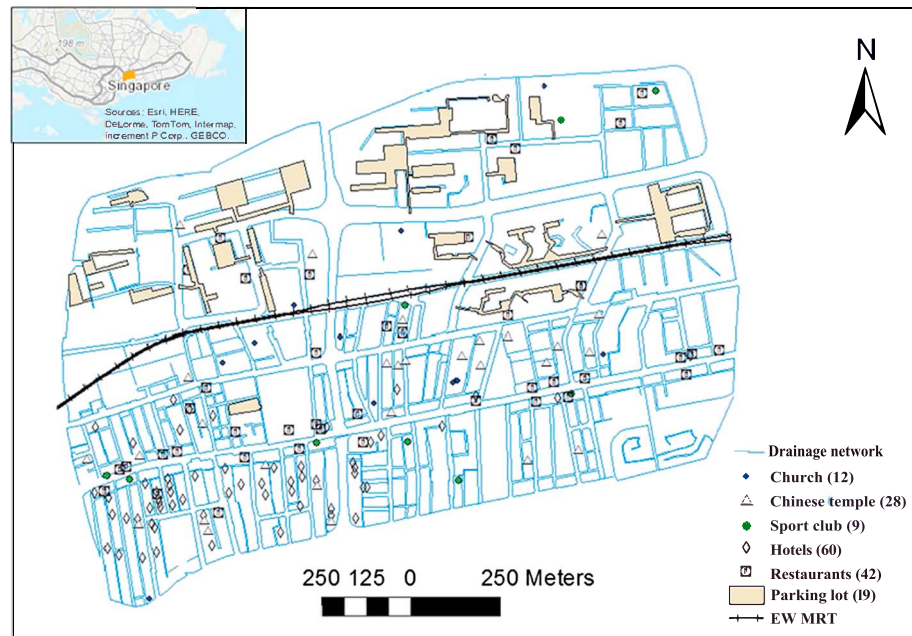 198 m
Singapore
Sources: Esri, HERE,
DeLorme, TomTom, Intermap,
increment P Corp., GEBCO,
N
Drainage network
Church (12)
Chinese temple (28)
Sport club (9)
Hotels (60)
Restaurants (42)
Parking lot (19)
EW MRT
250 125 0 250 Meters